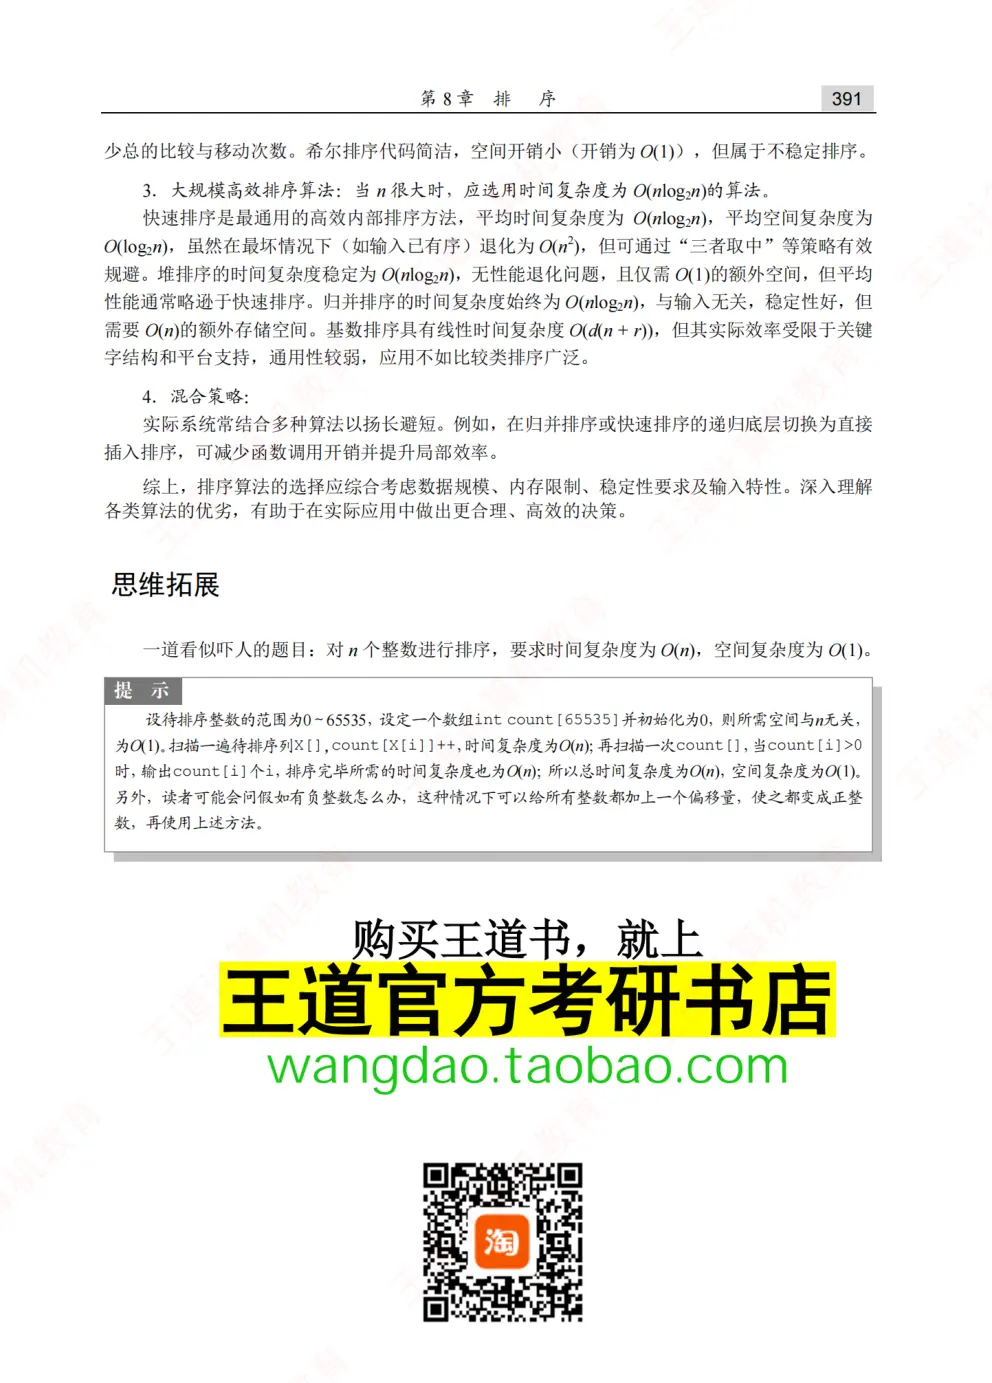 第 8 章 排 序
391
少总的比较与移动次数。希尔排序代码简洁，空间开销小（开销为 O(1)），但属于不稳定排序。
3．大规模高效排序算法：当 n 很大时，应选用时间复杂度为 O(nlog₂n)的算法。
快速排序是最通用的高效内部排序方法，平均时间复杂度为 O(nlog₂n)，平均空间复杂度为
O(log₂n)，虽然在最坏情况下（如输入已有序）退化为 O(n²)，但可通过“三者取中”等策略有效
规避。堆排序的时间复杂度稳定为 O(nlog₂n)，无性能退化问题，且仅需 O(1)的额外空间，但平均
性能通常略逊于快速排序。归并排序的时间复杂度始终为 O(nlog₂n)，与输入无关，稳定性好，但
需要 O(n)的额外存储空间。基数排序具有线性时间复杂度 O(d(n + r))，但其实际效率受限于关键
字结构和平台支持，通用性较弱，应用不如比较类排序广泛。
4．混合策略：
实际系统常结合多种算法以扬长避短。例如，在归并排序或快速排序的递归底层切换为直接
插入排序，可减少函数调用开销并提升局部效率。
综上，排序算法的选择应综合考虑数据规模、内存限制、稳定性要求及输入特性。深入理解
各类算法的优劣，有助于在实际应用中做出更合理、高效的决策。
思维拓展
一道看似吓人的题目：对 n 个整数进行排序，要求时间复杂度为 O(n)，空间复杂度为 O(1)。
提 示
设待排序整数的范围为0～65535，设定一个数组int count[65535]并初始化为0，则所需空间与n无关，
为O(1)。扫描一遍待排序列X[]，count[X[i]]++，时间复杂度为O(n)；再扫描一次count[]，当count[i]>0
时，输出count[i]个i，排序完毕所需的时间复杂度也为O(n)；所以总时间复杂度为O(n)，空间复杂度为O(1)。
另外，读者可能会问假如有负整数怎么办，这种情况下可以给所有整数都加上一个偏移量，使之都变成正整
数，再使用上述方法。
购买王道书，就上
王道官方考研书店
wangdao.taobao.com
淘